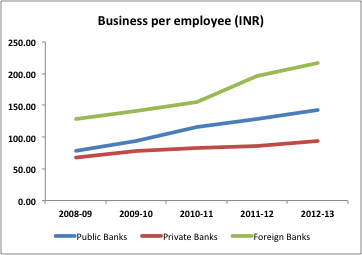 Business per employee (INR)
250.00
200.00
150.00
100.00
50.00
0.00
2008-09 2009-10 2010-11 2011-12 2012-13
Public Banks Private Banks Foreign Banks